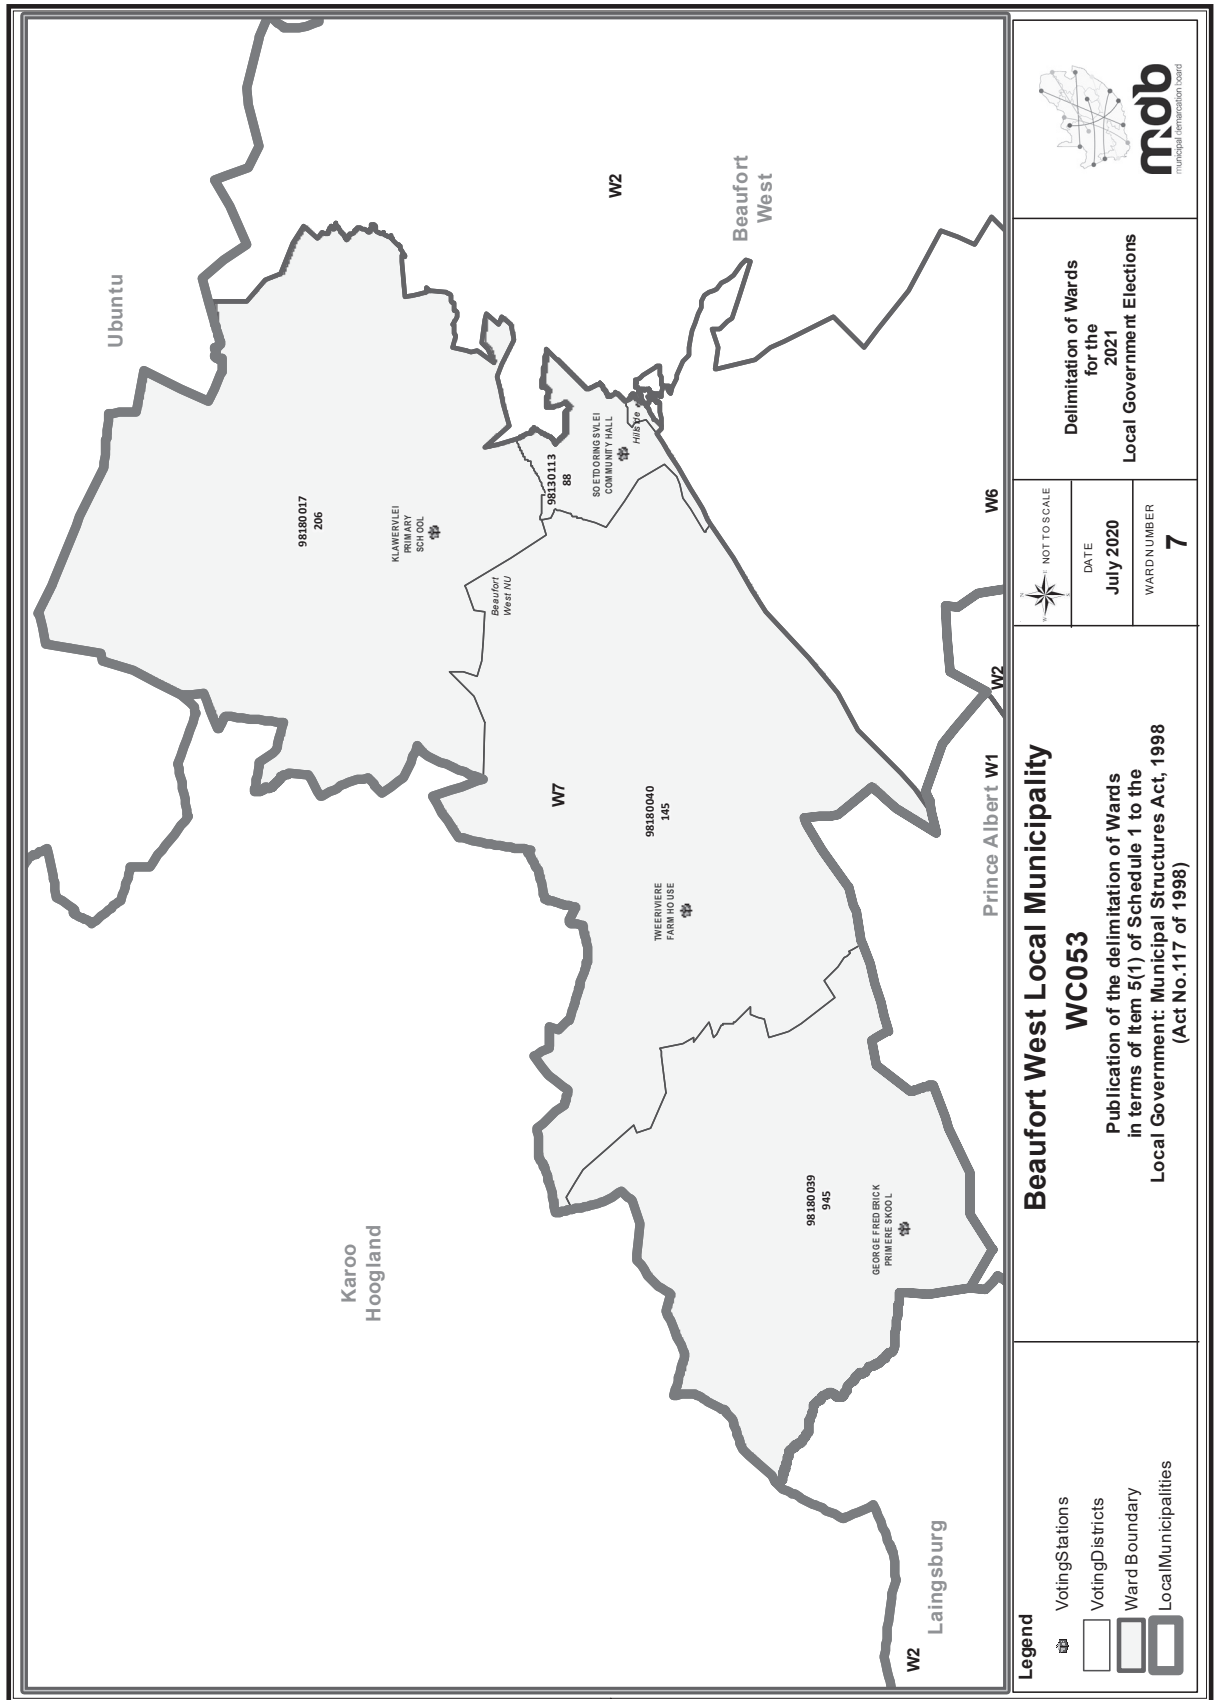 Ubuntu
W2
Beaufort
West
98180017
206
KLAWERVLEI
PRIMARY
SCHOOL
98130113
88
SOETDORINGSVLEI
COMMUNITY HALL
Hillside
Beaufort
West NU
W7
98180040
145
TWEERIVIERE
FARMHOUSE
W6
W2
Prince Albert W1
98180039
945
GEORGE FREDERICK
PRIMERE SKOOL
Karoo
Hoogland
Laingsburg
W2
Legend
VotingStations
VotingDistricts
Ward Boundary
LocalMunicipalities
Beaufort West Local Municipality
WC053
Publication of the delimitation of Wards
in terms of Item 5(1) of Schedule 1 to the
Local Government: Municipal Structures Act, 1998
(Act No.117 of 1998)
N
W
E
S
NOT TO SCALE
DATE
July 2020
WARDNUMBER
7
Delimitation of Wards
for the
2021
Local Government Elections
mdb
municipal demarcation board